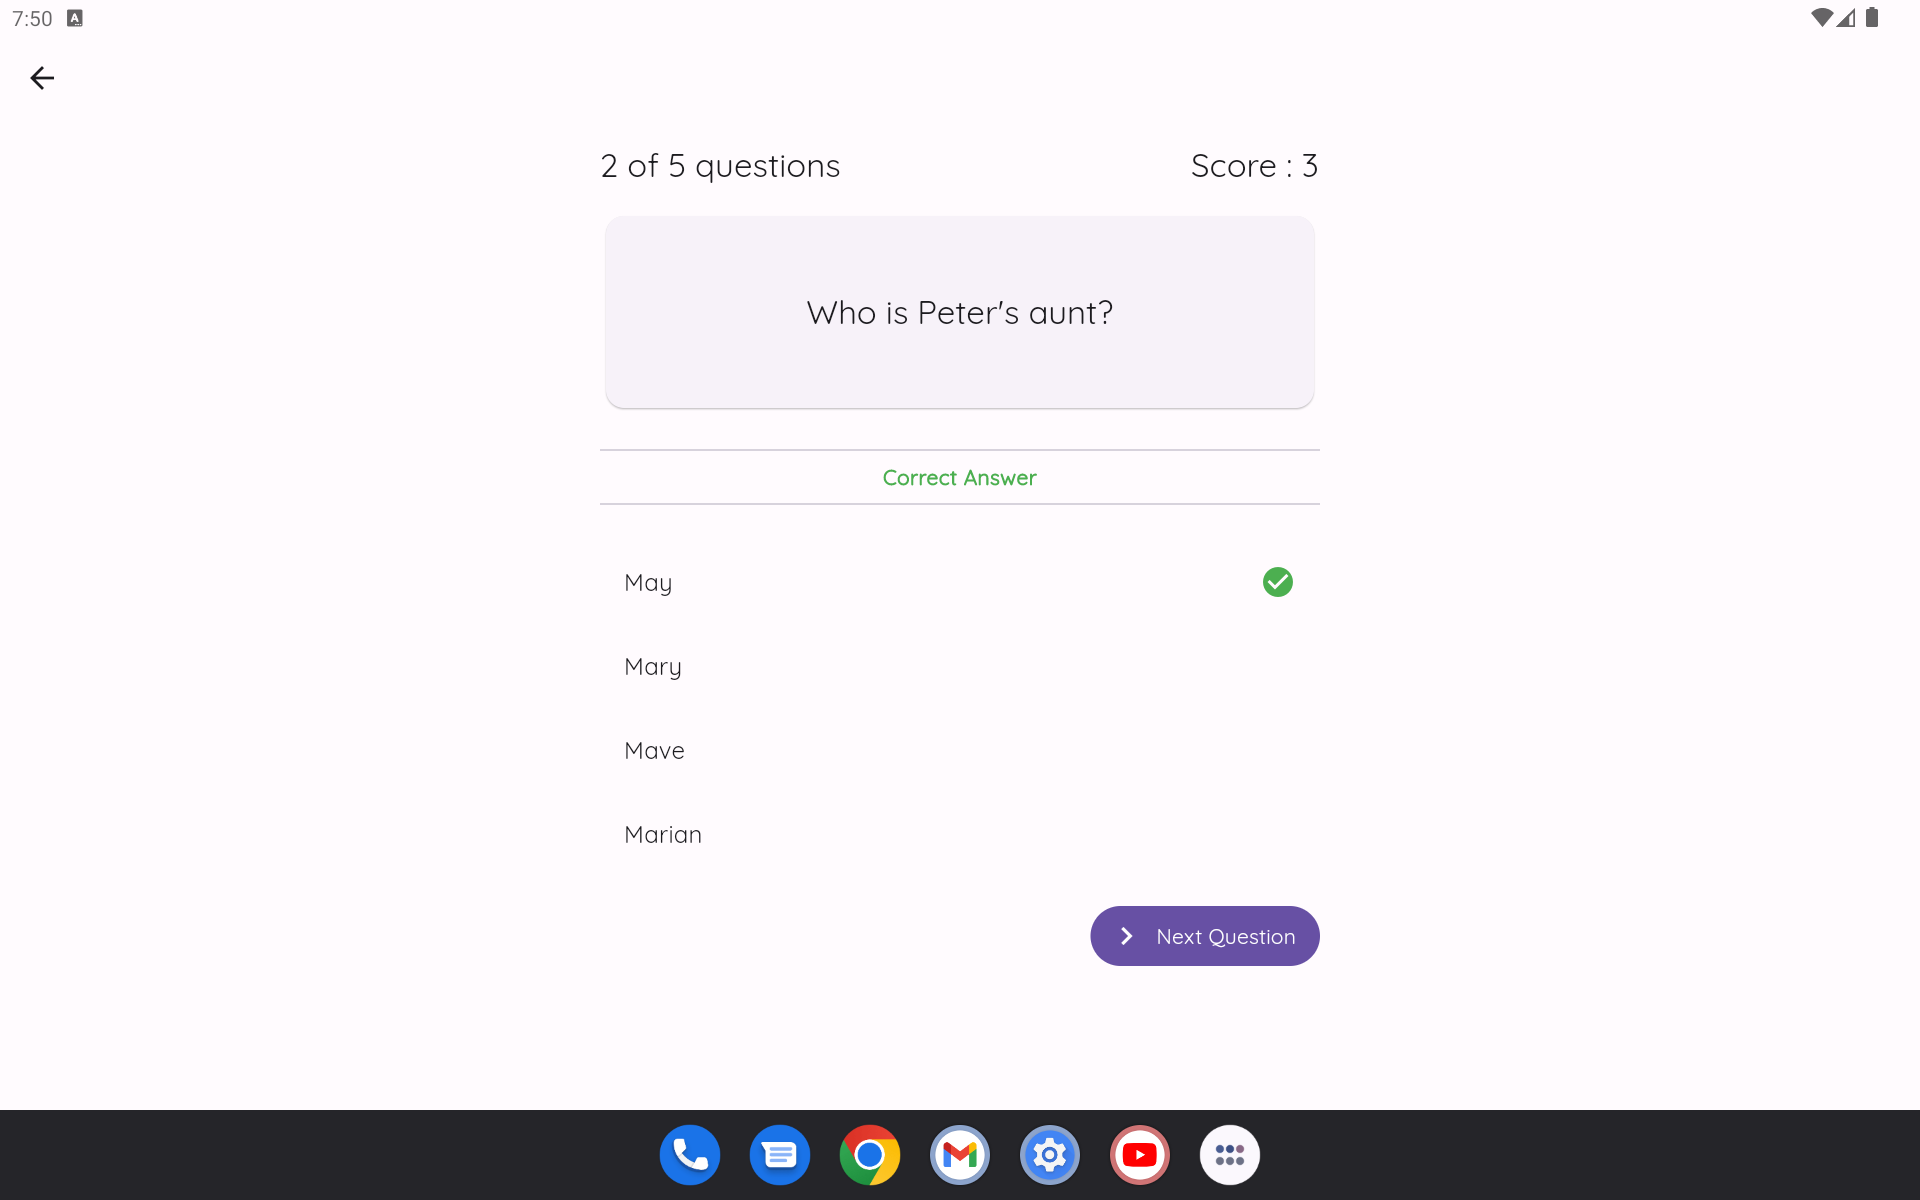 7:50
2 of 5 questions
Score : 3
Who is Peter's aunt?
Correct Answer
May
Mary
Mave
Marian
Next Question